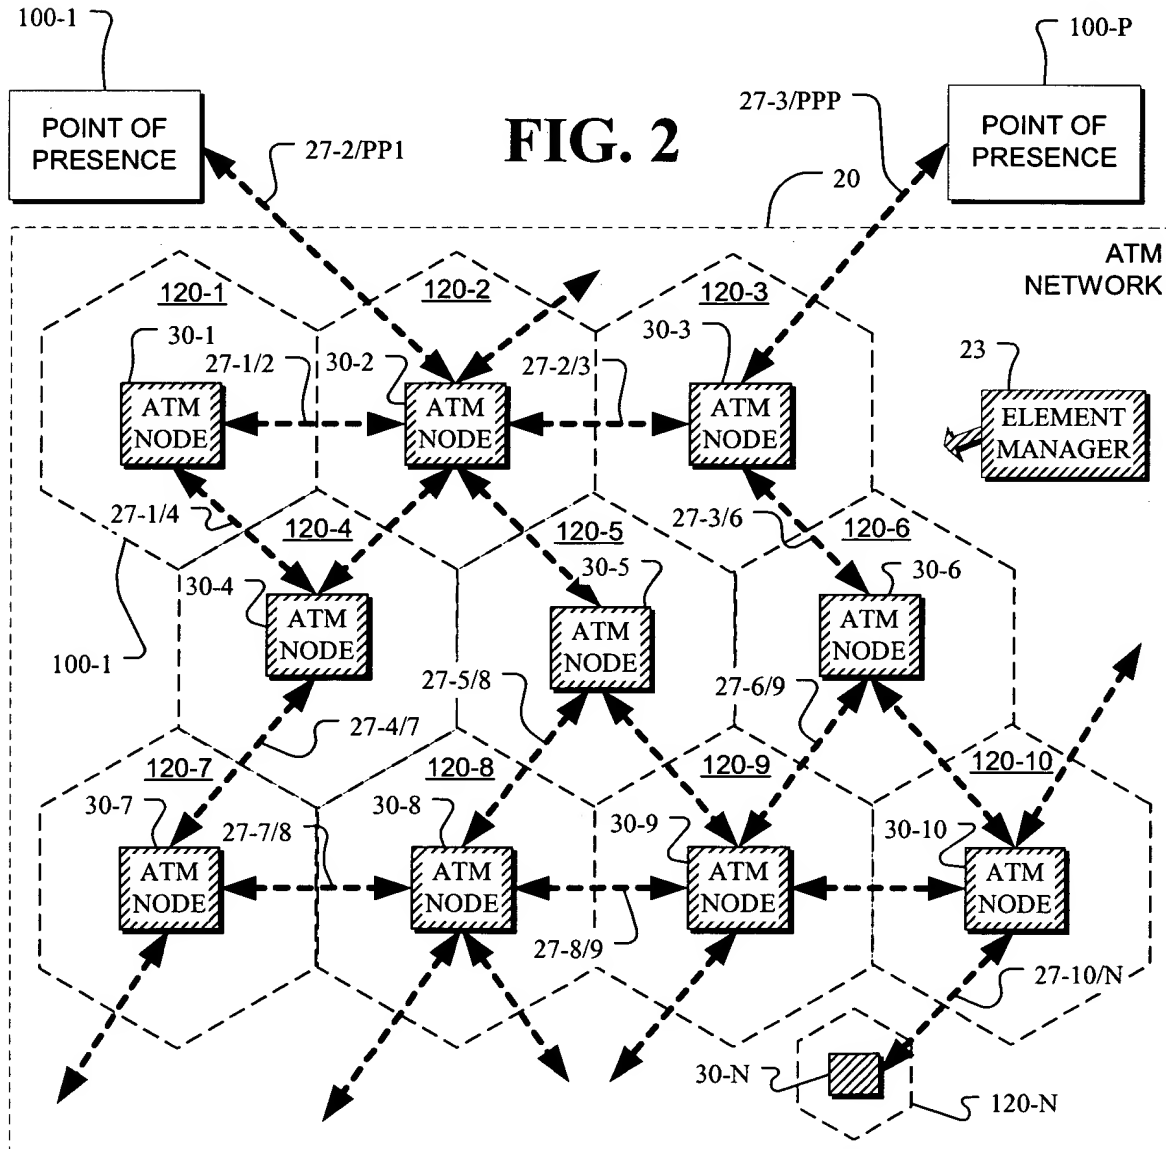 100-1
100-P
POINT OF
PRESENCE
27-2/PP1
FIG. 2
27-3/PPP
POINT OF
PRESENCE
20
ATM
NETWORK
120-1
120-2
120-3
30-1
27-1/2
30-2
27-2/3
30-3
23
ATM
NODE
ATM
NODE
ATM
NODE
ELEMENT
MANAGER
27-1/4
120-4
120-5
27-3/6
120-6
30-4
30-5
30-6
ATM
NODE
ATM
NODE
ATM
NODE
100-1
27-4/7
27-5/8
27-6/9
120-7
120-8
120-9
120-10
30-7
27-7/8
30-8
30-9
30-10
ATM
NODE
ATM
NODE
ATM
NODE
ATM
NODE
27-8/9
27-10/N
30-N
120-N